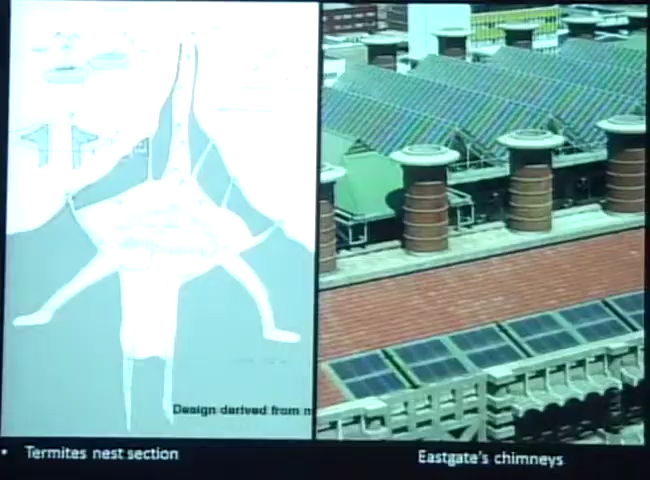 Design derived from
• Termites nest section
Eastgate's chimneys